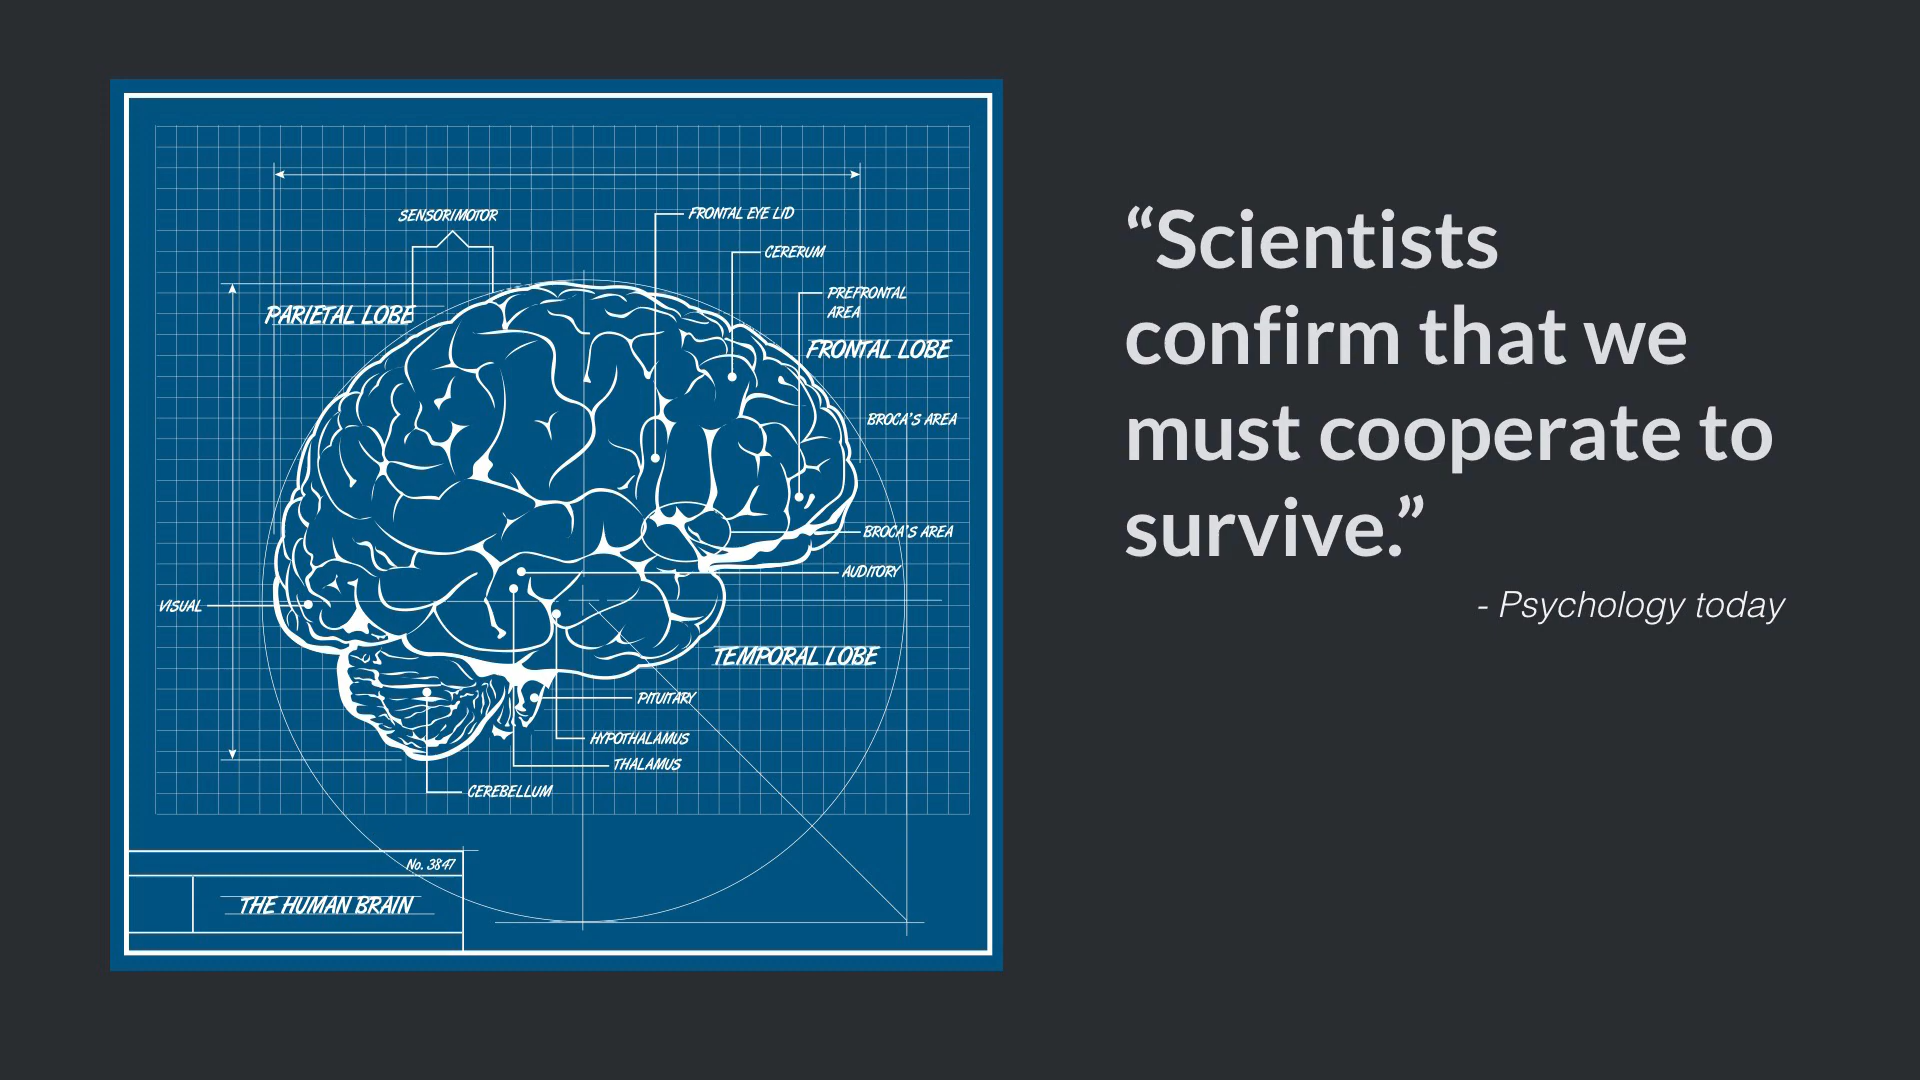 SENSORIMOTOR
FRONTAL EYE LID
CERERUM
PREFRONTAL
AREA
PARIETAL LOBE
FRONTAL LOBE
BROCA'S AREA
BROCA'S AREA
AUDITORY
VISUAL
TEMPORAL LOBE
PITUITARY
HYPOTHALAMUS
THALAMUS
CEREBELLUM
No. 3847
THE HUMAN BRAIN
“Scientists
confirm that we
must cooperate to
survive.”
- Psychology today